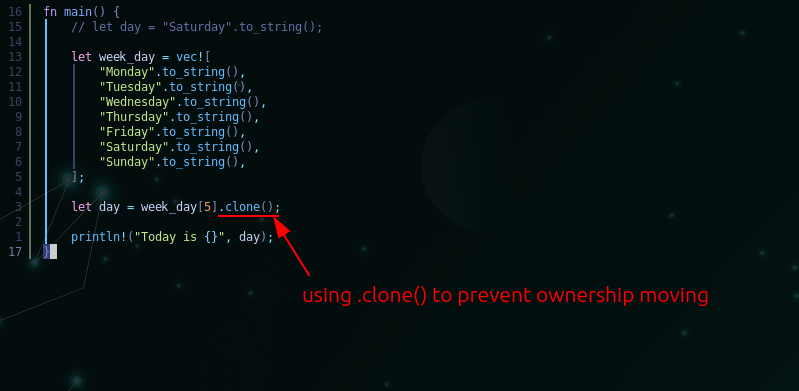 16 fn main() {
15     // let day = "Saturday".to_string();
14
13     let week_day = vec![
12         "Monday".to_string(),
11         "Tuesday".to_string(),
10         "Wednesday".to_string(),
9         "Thursday".to_string(),
8         "Friday".to_string(),
7         "Saturday".to_string(),
6         "Sunday".to_string(),
5     ];
4
3     let day = week_day[5].clone();
2
1     println!("Today is {}", day);
17 }
using .clone() to prevent ownership moving